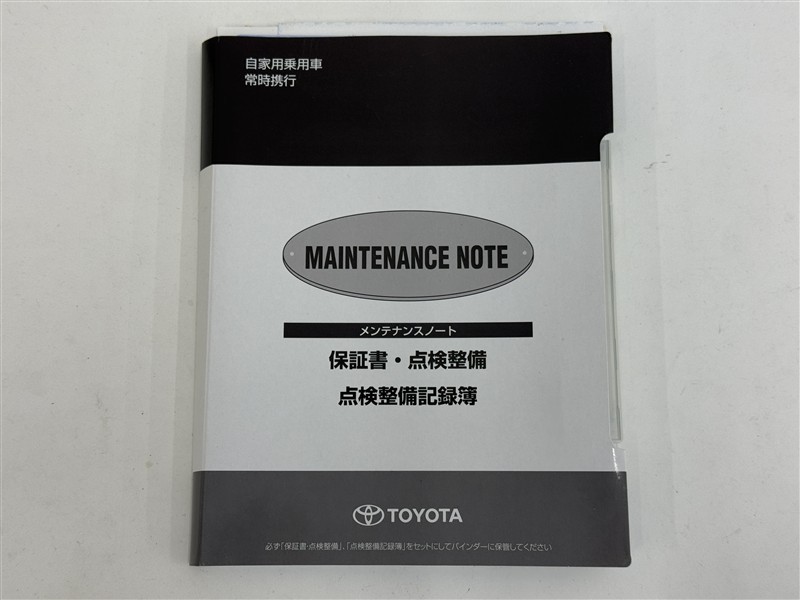 自家用乗用車
常時携行
MAINTENANCE NOTE
メンテナンスノート
保証書・点検整備
点検整備記録簿
TOYOTA
必ず「保証書・点検整備」、「点検整備記録簿」をセットにしてバインダーに保管してください